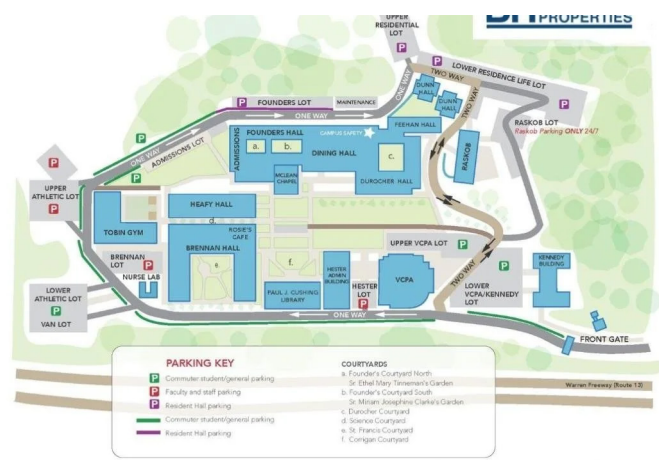 PROPERTIES
UPPER
RESIDENTIAL
LOT
P
P
LOWER RESIDENCE LIFE LOT
TWO WAY
ONE WAY
DUNN
HALL
DUNN
HALL
TWO WAY
P
RASKOB LOT
Raskob Parking ONLY 24/7
P
FOUNDERS LOT
MAINTENANCE
ONE WAY
P
ONE WAY
ADMISSIONS LOT
P
ADMISSIONS
FOUNDERS HALL
a.
b.
CAMPUS SAFETY
FEEHAN HALL
DINING HALL
c.
MCLEAN
CHAPEL
DUROCHER HALL
RASKOB
P
UPPER
ATHLETIC LOT
P
TOBIN GYM
HEAFY HALL
d.
ROSIE'S
CAFE
BRENNAN HALL
e.
f.
BRENNAN
LOT
P
NURSE LAB
LOWER
ATHLETIC LOT
P
VAN LOT
PAUL J. CUSHING
LIBRARY
HESTER
ADMIN
BUILDING
HESTER
LOT
P
VCPA
UPPER VCPA LOT
P
TWO WAY
P
LOWER
VCPA/KENNEDY
LOT
KENNEDY
BUILDING
ONE WAY
FRONT GATE
Warren Freeway (Route 13)
PARKING KEY
P Commuter student/general parking
P Faculty and staff parking
P Resident Hall parking
Commuter student/general parking
Resident Hall parking
COURTYARDS
a. Founder's Courtyard North
Sr. Ethel Mary Tinneman's Garden
b. Founder's Courtyard South
Sr. Miriam Josephine Clarke's Garden
c. Durocher Courtyard
d. Science Courtyard
e. St. Francis Courtyard
f. Corrigan Courtyard